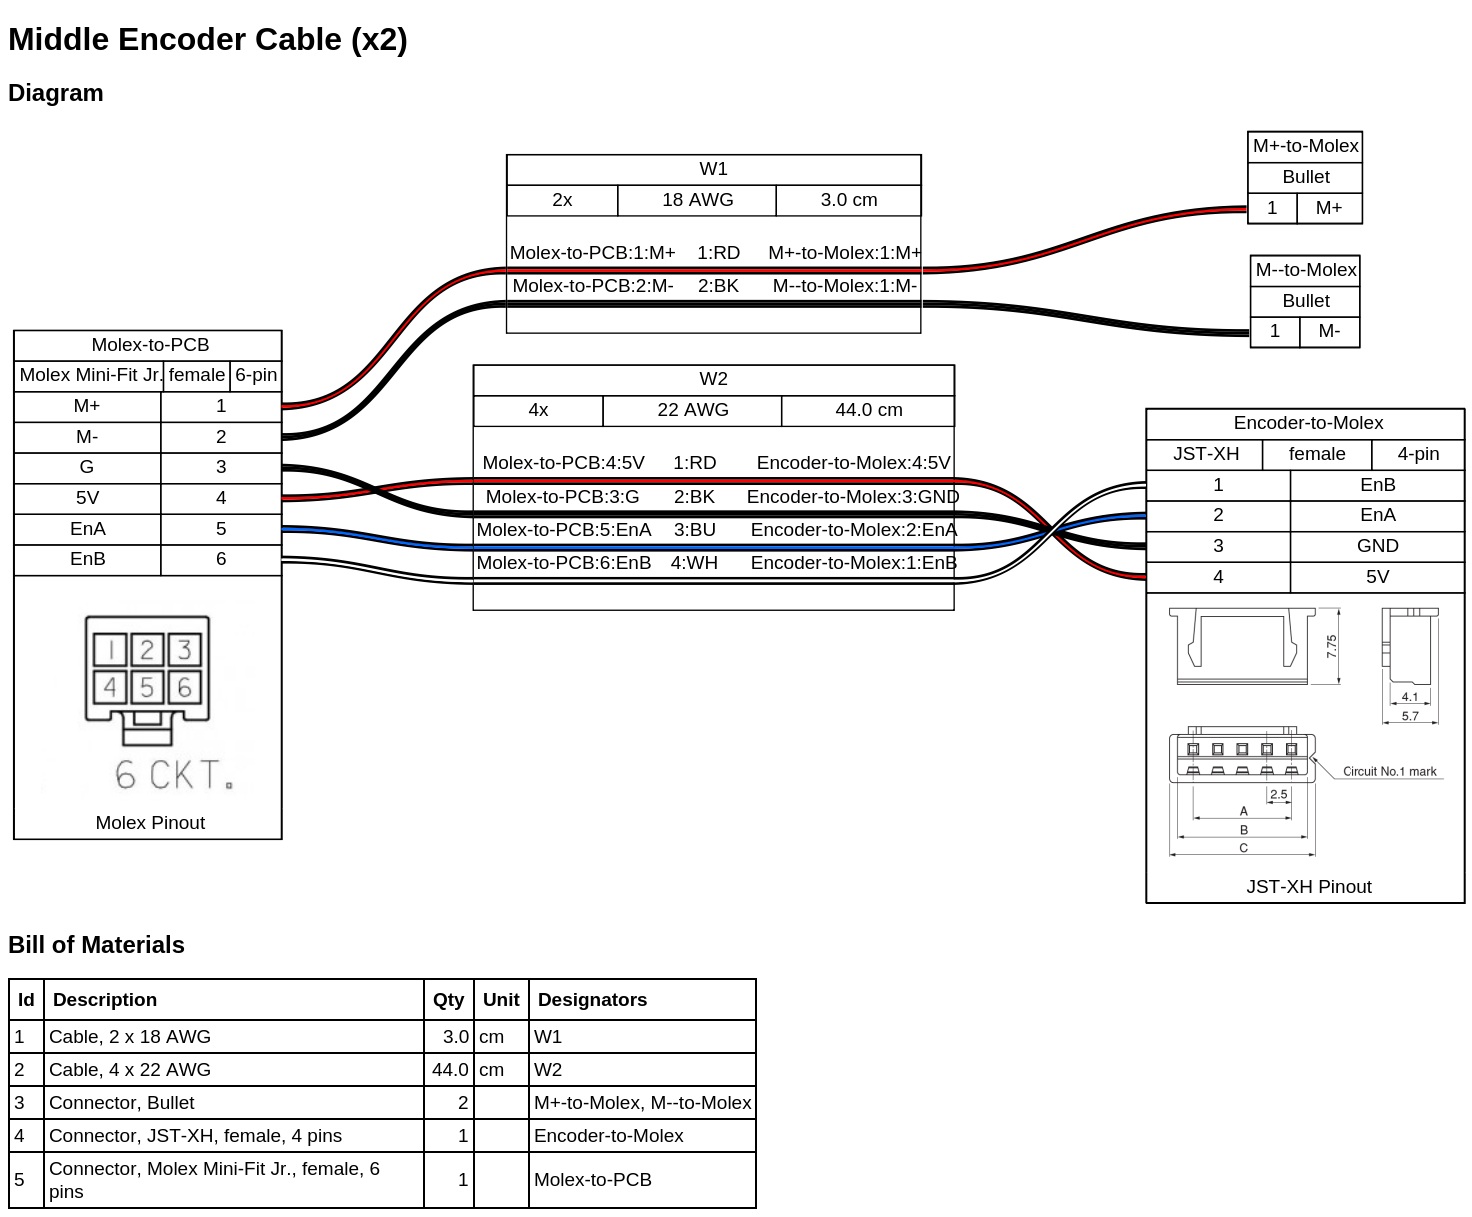 Middle Encoder Cable (x2)
Diagram
M+-to-Molex
Bullet
1 M+
M--to-Molex
Bullet
1 M-
W1
2x 18 AWG 3.0 cm
Molex-to-PCB:1:M+ 1:RD M+-to-Molex:1:M+
Molex-to-PCB:2:M- 2:BK M--to-Molex:1:M-
Molex-to-PCB
Molex Mini-Fit Jr. female 6-pin
M+ 1
M- 2
G 3
5V 4
EnA 5
EnB 6
1 2 3
4 5 6
6 CKT.
Molex Pinout
W2
4x 22 AWG 44.0 cm
Molex-to-PCB:4:5V 1:RD Encoder-to-Molex:4:5V
Molex-to-PCB:3:G 2:BK Encoder-to-Molex:3:GND
Molex-to-PCB:5:EnA 3:BU Encoder-to-Molex:2:EnA
Molex-to-PCB:6:EnB 4:WH Encoder-to-Molex:1:EnB
Encoder-to-Molex
JST-XH female 4-pin
1 EnB
2 EnA
3 GND
4 5V
7.75
4.1
5.7
Circuit No.1 mark
2.5
A
B
C
JST-XH Pinout
Bill of Materials
Id Description Qty Unit Designators
1 Cable, 2 x 18 AWG 3.0 cm W1
2 Cable, 4 x 22 AWG 44.0 cm W2
3 Connector, Bullet 2 M+-to-Molex, M--to-Molex
4 Connector, JST-XH, female, 4 pins 1 Encoder-to-Molex
5 Connector, Molex Mini-Fit Jr., female, 6
pins 1 Molex-to-PCB